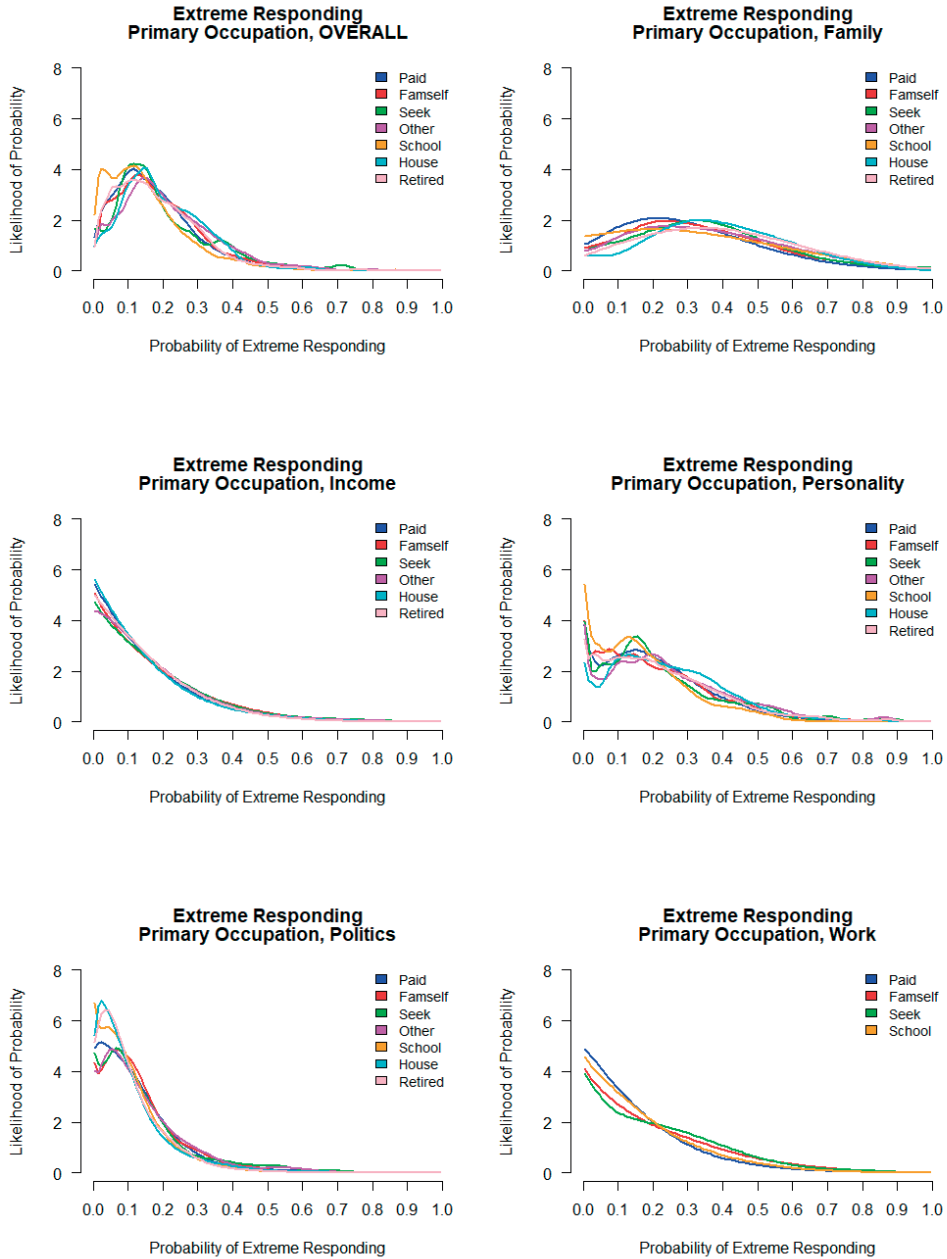 Extreme Responding
Primary Occupation, OVERALL
Likelihood of Probability
8
6
4
2
0
Paid
Famself
Seek
Other
School
House
Retired
0.0 0.1 0.2 0.3 0.4 0.5 0.6 0.7 0.8 0.9 1.0
Probability of Extreme Responding
Extreme Responding
Primary Occupation, Family
Likelihood of Probability
8
6
4
2
0
Paid
Famself
Seek
Other
School
House
Retired
0.0 0.1 0.2 0.3 0.4 0.5 0.6 0.7 0.8 0.9 1.0
Probability of Extreme Responding
Extreme Responding
Primary Occupation, Income
Likelihood of Probability
8
6
4
2
0
Paid
Famself
Seek
Other
House
Retired
0.0 0.1 0.2 0.3 0.4 0.5 0.6 0.7 0.8 0.9 1.0
Probability of Extreme Responding
Extreme Responding
Primary Occupation, Personality
Likelihood of Probability
8
6
4
2
0
Paid
Famself
Seek
Other
School
House
Retired
0.0 0.1 0.2 0.3 0.4 0.5 0.6 0.7 0.8 0.9 1.0
Probability of Extreme Responding
Extreme Responding
Primary Occupation, Politics
Likelihood of Probability
8
6
4
2
0
Paid
Famself
Seek
Other
School
House
Retired
0.0 0.1 0.2 0.3 0.4 0.5 0.6 0.7 0.8 0.9 1.0
Probability of Extreme Responding
Extreme Responding
Primary Occupation, Work
Likelihood of Probability
8
6
4
2
0
Paid
Famself
Seek
School
0.0 0.1 0.2 0.3 0.4 0.5 0.6 0.7 0.8 0.9 1.0
Probability of Extreme Responding